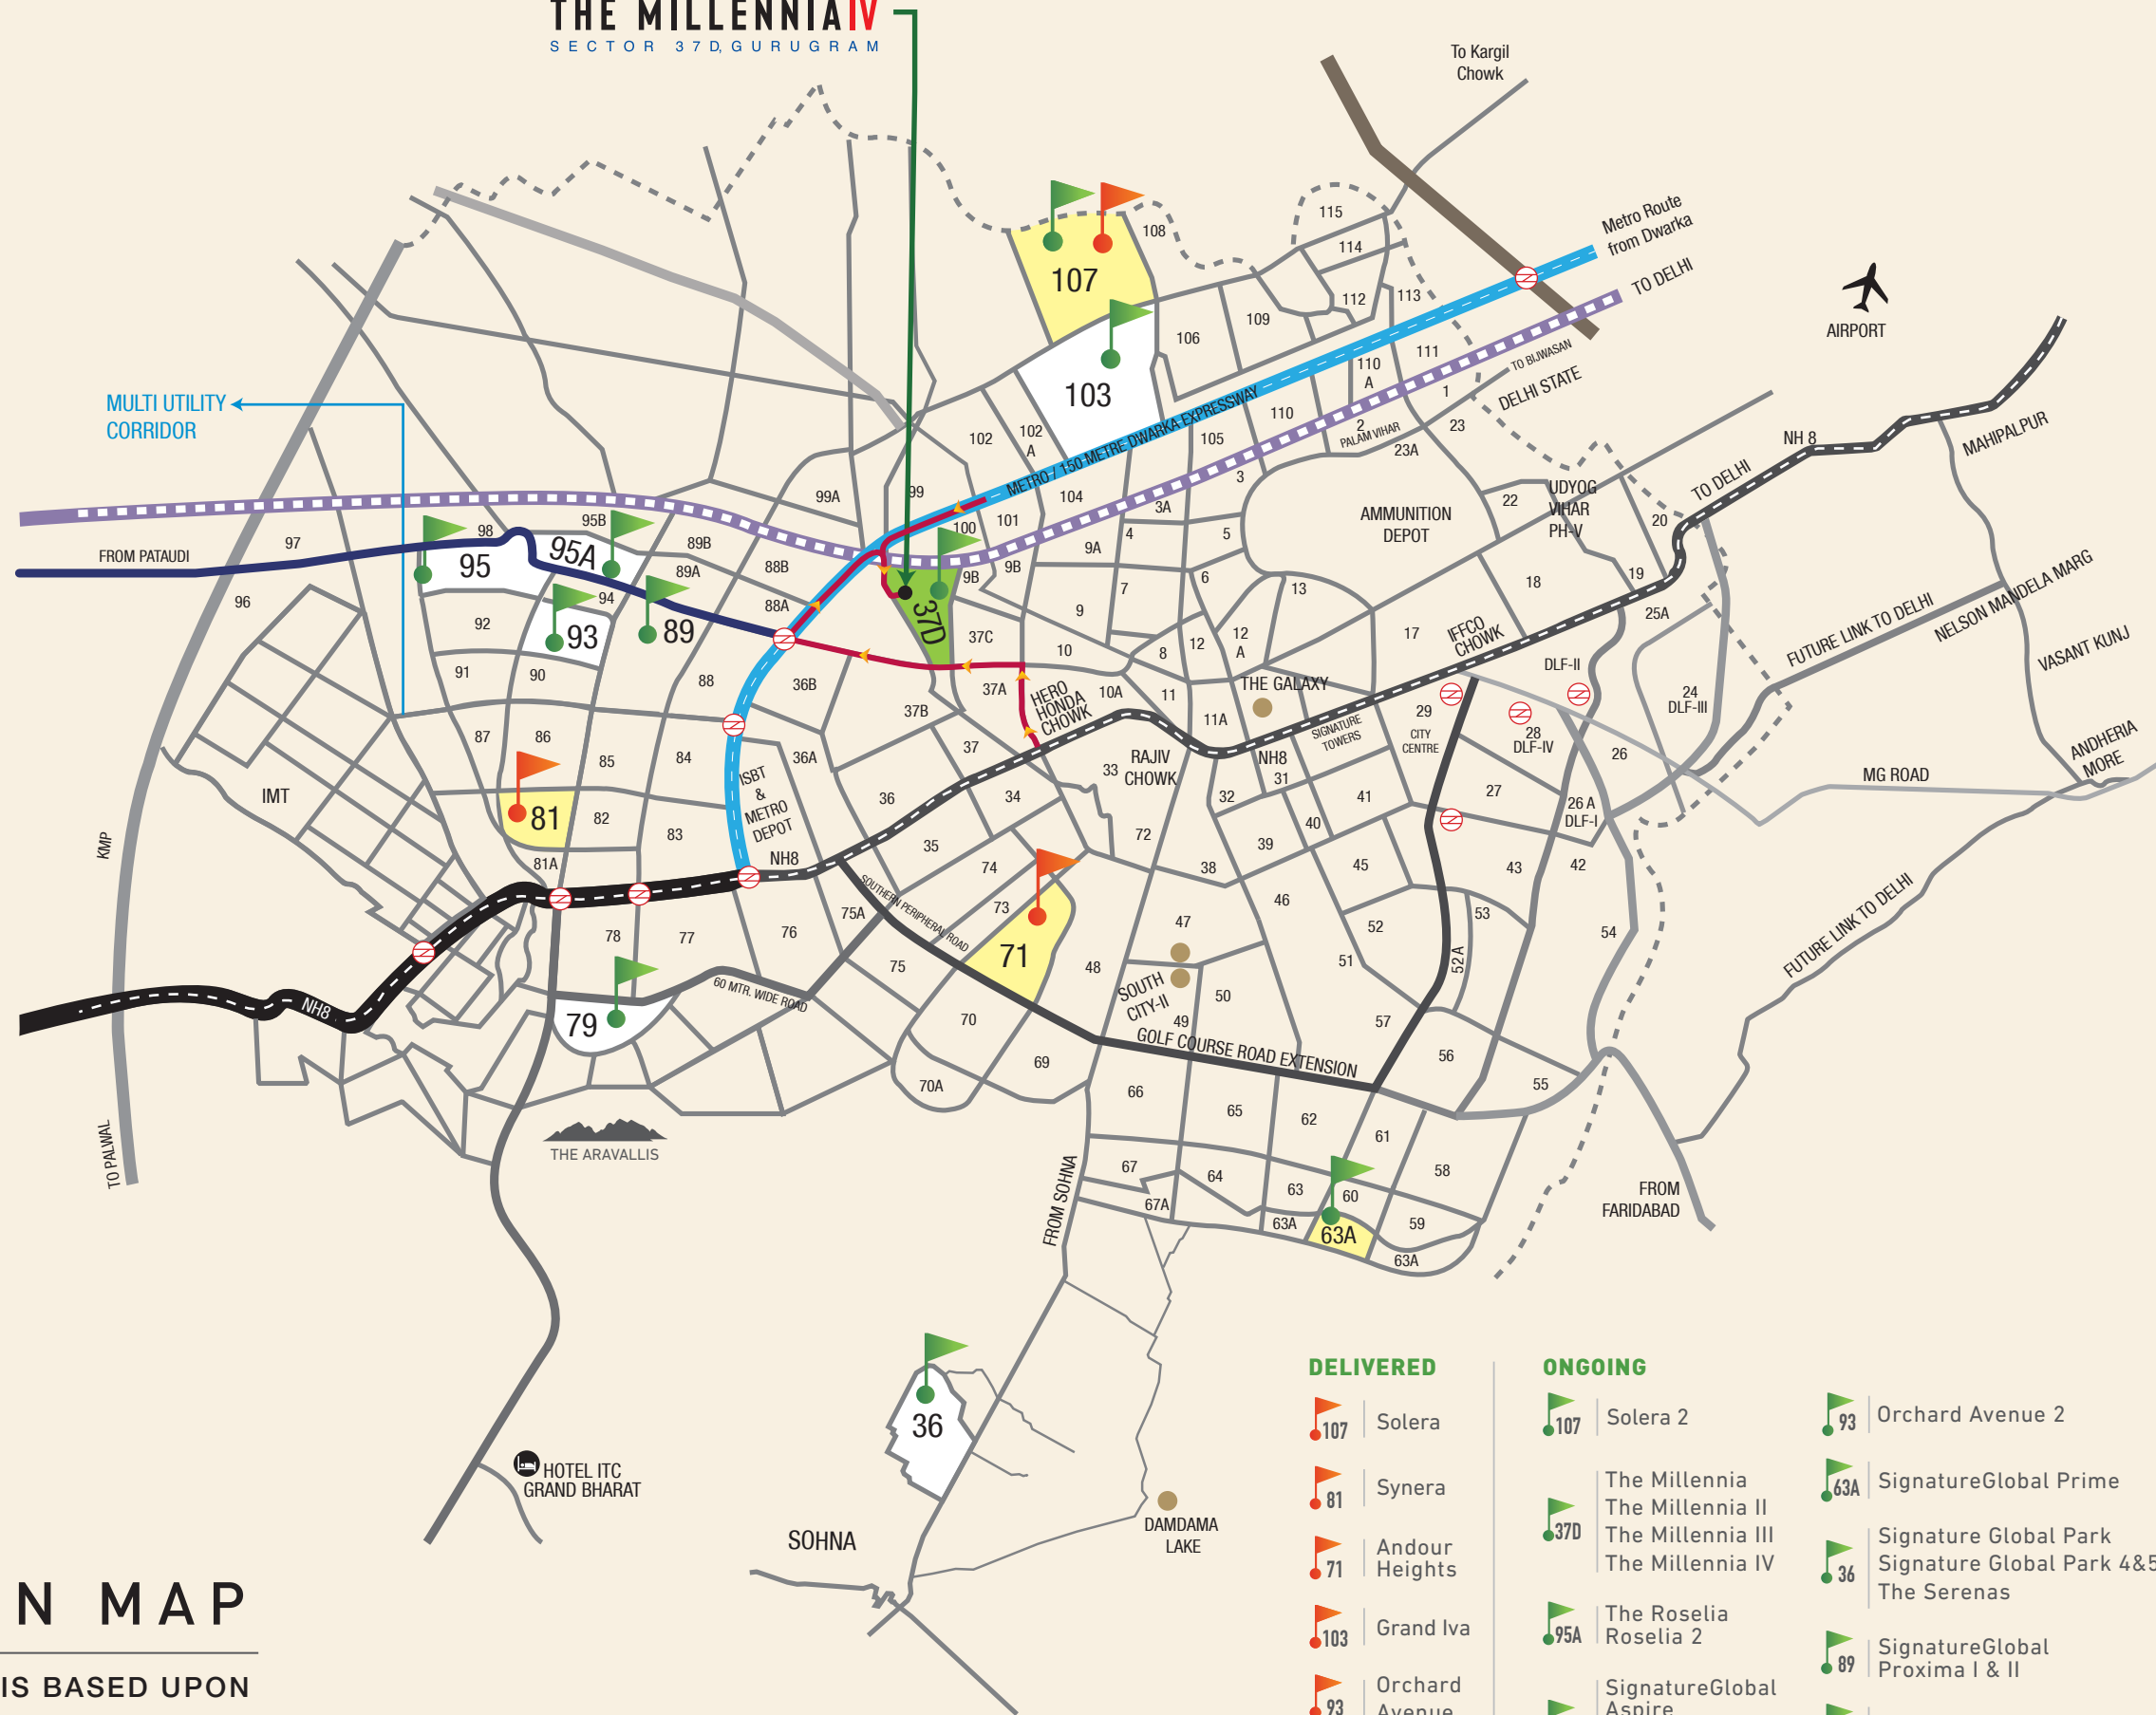 THE MILLENNIA IV
SECTOR 37D, GURUGRAM
To Kargil
Chowk
Metro Route
from Dwarka
TO DELHI
AIRPORT
115
114
108
107
112
113
109
106
111
110
A
TO BIJWASAN
DELHI STATE
1
MULTI UTILITY
CORRIDOR
103
METRO / 150 METRE DWARKA EXPRESSWAY
110
2
PALAM VIHAR
23
23A
102
102
A
105
NH 8
MAHIPALPUR
TO DELHI
99A
99
104
3
3A
101
100
22
UDYOG
VIHAR
PH-V
20
AMMUNITION
DEPOT
97
98
95B
89B
4
5
9A
FROM PATAUDI
95
95A
89A
88B
9B
9B
6
7
13
18
19
96
94
88A
37D
9
25A
NELSON MANDELA MARG
FUTURE LINK TO DELHI
92
93
89
37C
10
8
12
12
A
17
IFFCO
CHOWK
VASANT KUNJ
91
90
88
36B
37A
10A
11
THE GALAXY
DLF-II
24
DLF-III
HERO
HONDA
CHOWK
37B
11A
SIGNATURE
TOWERS
29
CITY
CENTRE
28
DLF-IV
26
ANDHERIA
MORE
87
86
85
84
36A
37
33
RAJIV
CHOWK
NH8
31
MG ROAD
IMT
ISBT
&
METRO
DEPOT
36
34
32
41
27
26 A
DLF-I
81
82
83
72
40
39
KMP
81A
NH8
35
74
38
45
43
42
SOUTHERN PERIPHERAL ROAD
75A
73
46
47
52
53
78
77
76
71
51
52 A
54
FUTURE LINK TO DELHI
75
48
60 MTR. WIDE ROAD
SOUTH
CITY-II
50
49
NH8
79
70
57
GOLF COURSE ROAD EXTENSION
56
69
55
70A
66
65
62
61
THE ARAVALLIS
TO PALWAL
67
64
63
60
58
67A
63A
63A
59
63A
FROM SOHNA
FROM
FARIDABAD
36
HOTEL ITC
GRAND BHARAT
SOHNA
DAMDAMA
LAKE
N MAP
IS BASED UPON
DELIVERED
107 Solera
81 Synera
71 Andour
Heights
103 Grand Iva
93 Orchard
Avenue
ONGOING
107 Solera 2
37D The Millennia
The Millennia II
The Millennia III
The Millennia IV
95A The Roselia
Roselia 2
SignatureGlobal
Aspire
93 Orchard Avenue 2
63A SignatureGlobal Prime
36 Signature Global Park
Signature Global Park 4&5
The Serenas
89 SignatureGlobal
Proxima I & II